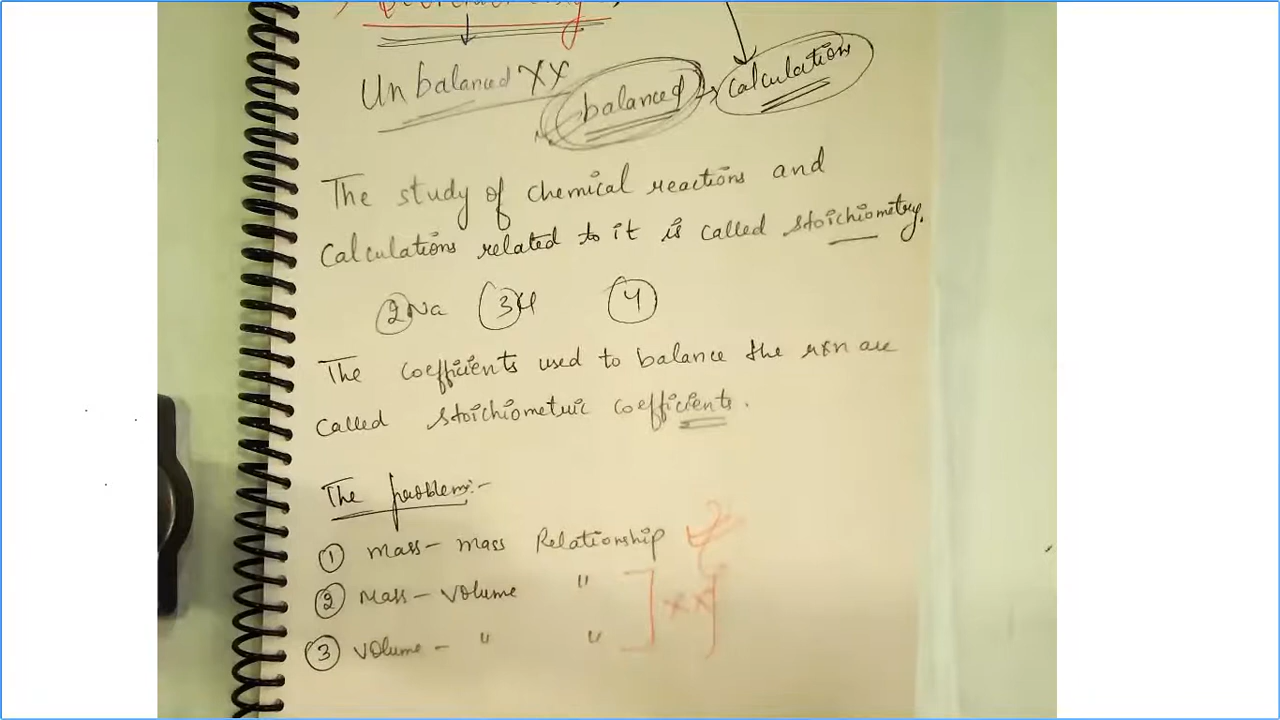 Unbalanced XX
balanced → calculation
The study of chemical reactions and
Calculations related to it is called stoichiometry.
②Na ③H ④
The coefficients used to balance the rxn are
called stoichiometric coefficients.
The problems:-
① Mass - mass Relationship
② Mass - volume "
③ volume - " "
XX